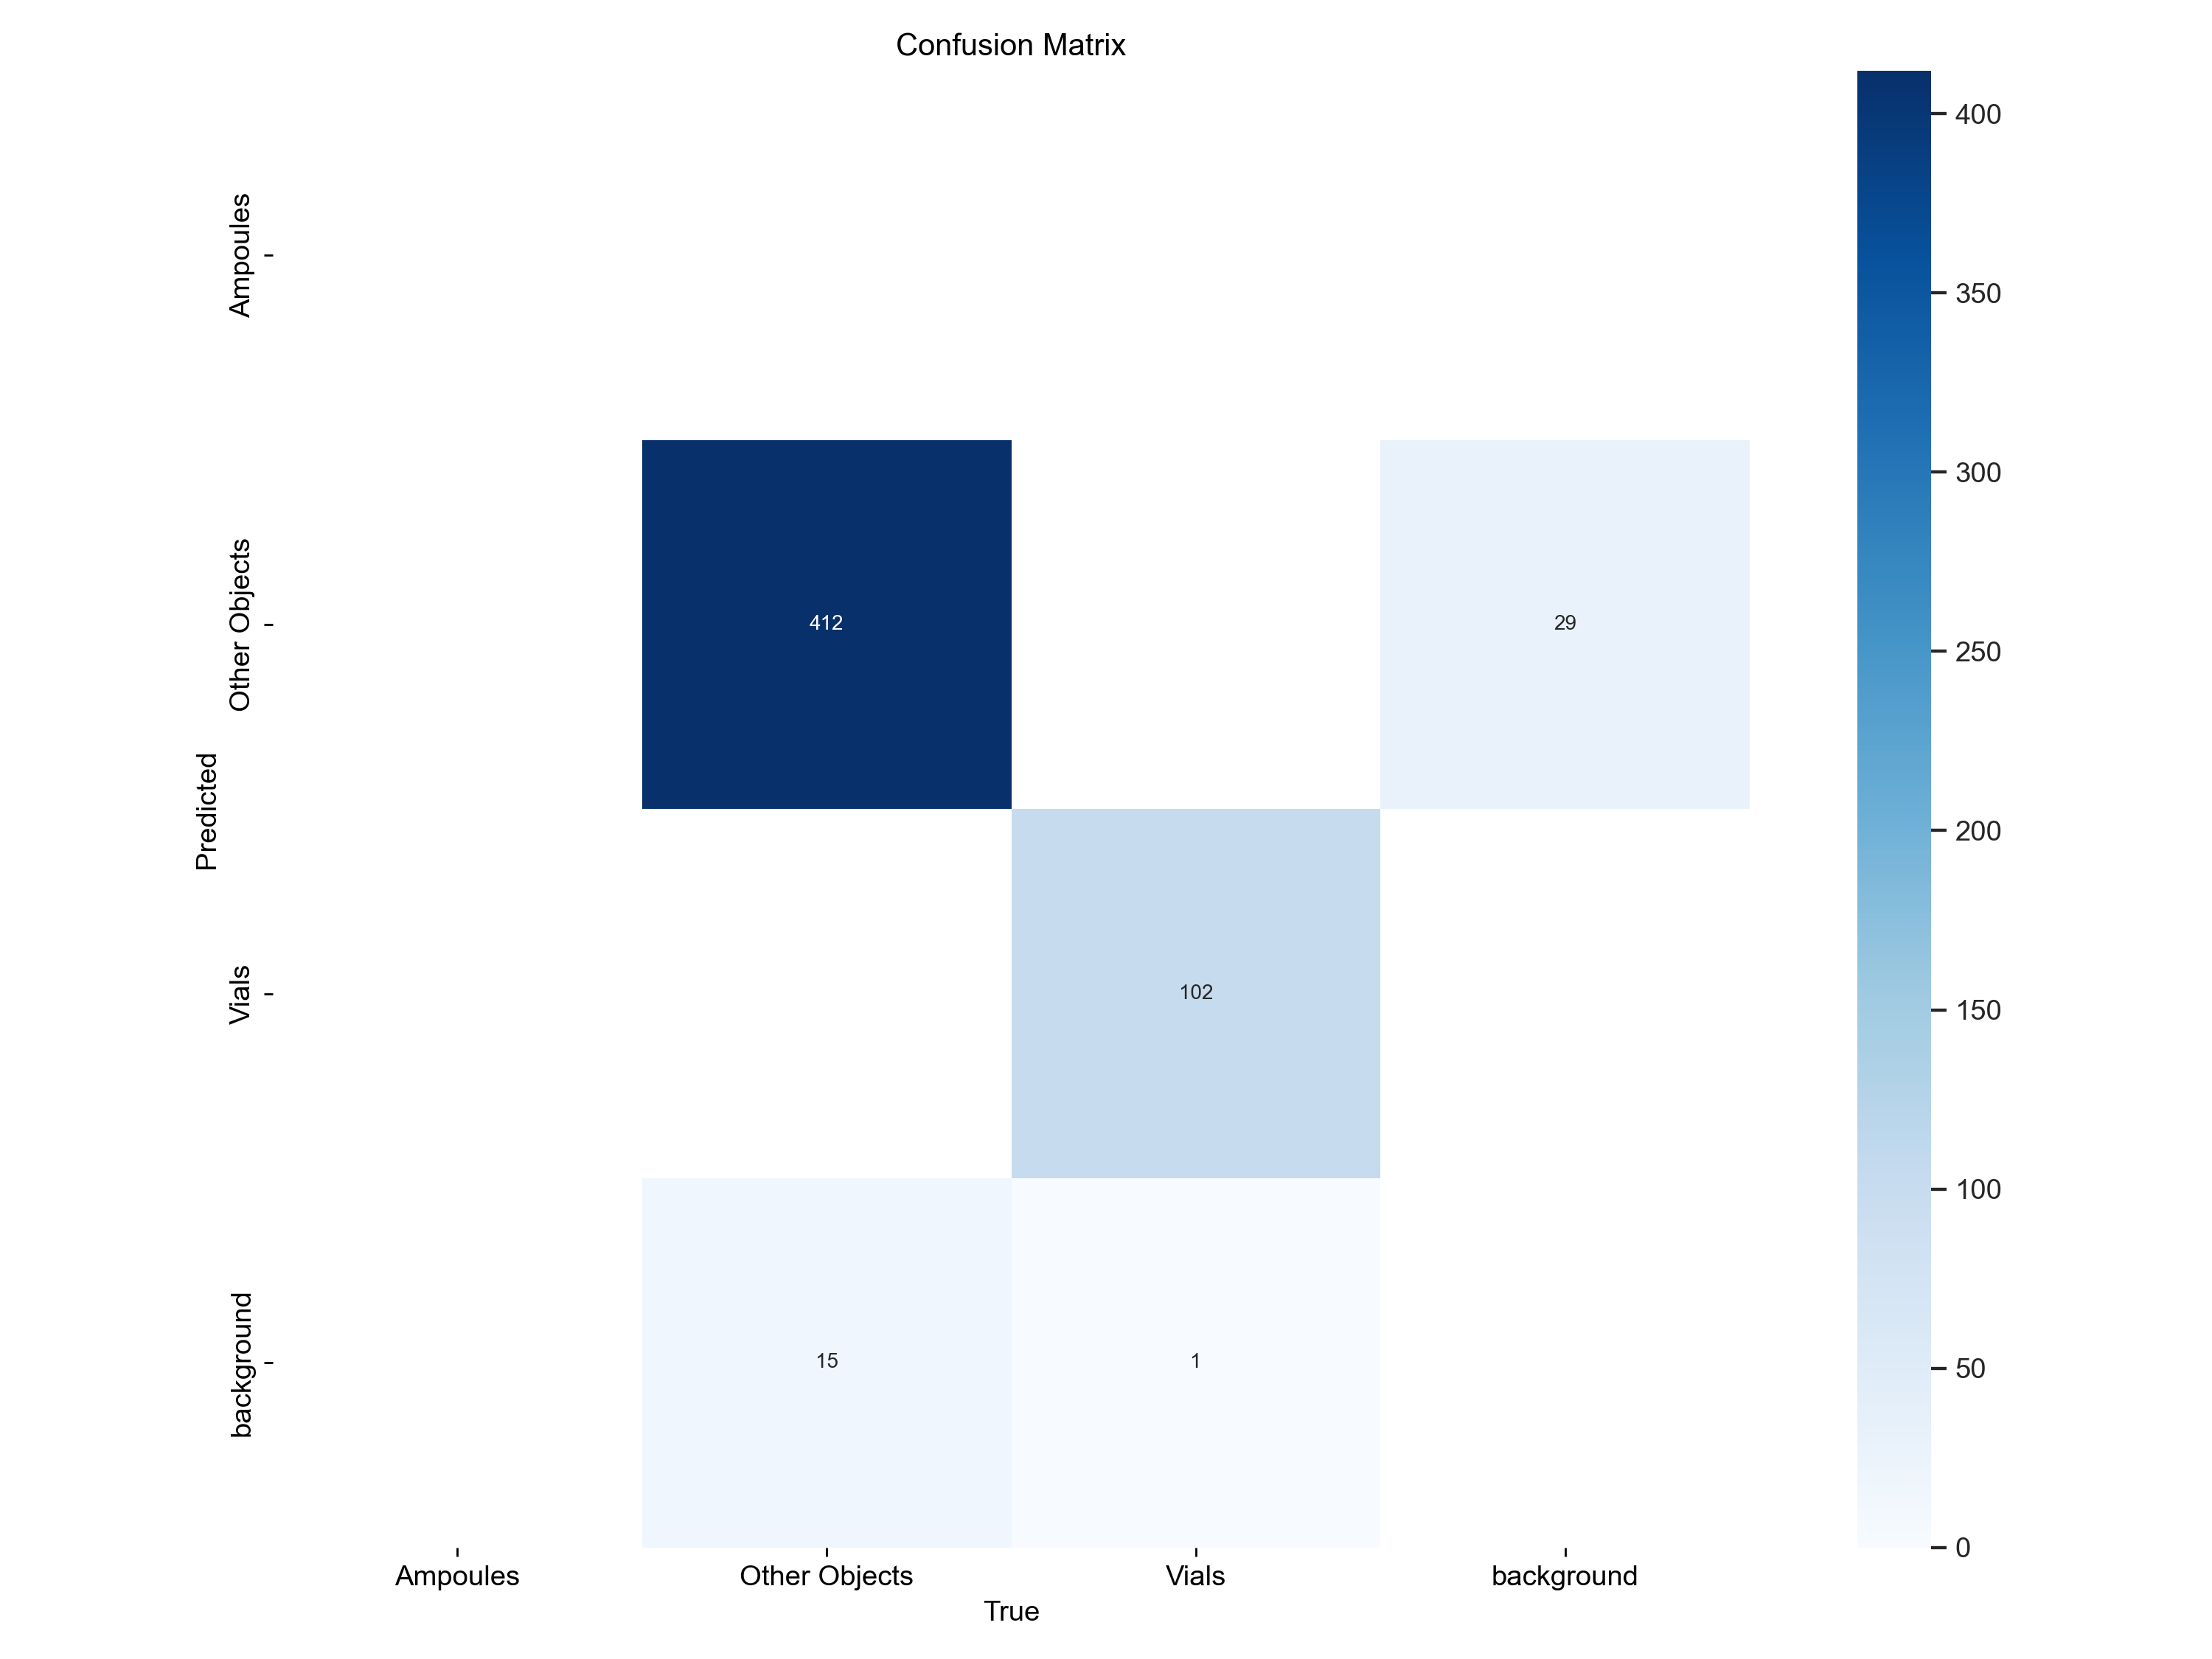 Confusion Matrix
Predicted
Ampoules
Other Objects
Vials
background
412
29
102
15
1
Ampoules
Other Objects
Vials
background
True
400
350
300
250
200
150
100
50
0